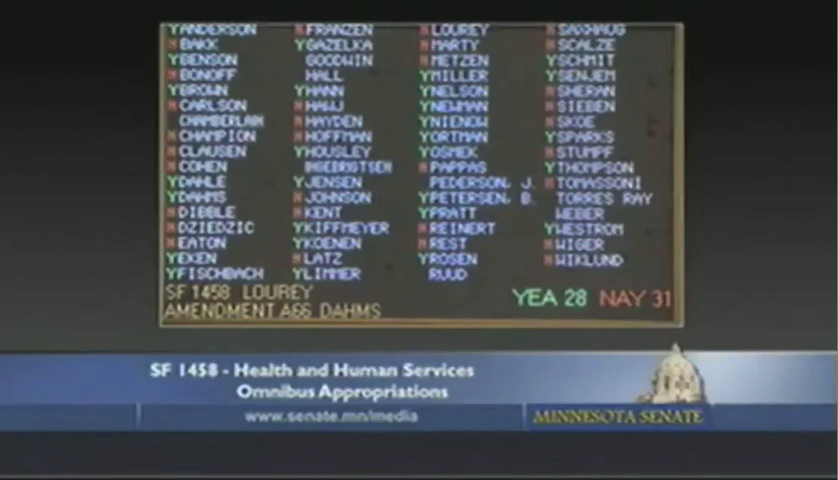 YANDERSON NFRANZEN NLOUREY NSAXHAUG
NBAKK YGAZELKA NMARTY NSCALZE
YBENSON GOODWIN NMETZEN YSCHMIT
NBONOFF HALL YMILLER YSENJEM
YBROWN YHANN YNELSON NSHERAN
NCARLSON NHAWJ YNEWMAN NSIEBEN
CHAMBERLAIN NHAYDEN YNIENOW NSKOE
NCHAMPION NHOFFMAN YORTMAN YSPARKS
NCLAUSEN YHOUSLEY YOSMEK NSTUMPF
NCOHEN INGEBRIGTSEN NPAPPAS YTHOMPSON
YDAHLE YJENSEN PEDERSON, J. NTOMASSONI
YDAHMS NJOHNSON YPETERSEN, B. TORRES RAY
NDIBBLE NKENT YPRATT WEBER
NDZIEDZIC YKIFFMEYER NREINERT YWESTROM
NEATON YKOENEN NREST NWIGER
YEKEN NLATZ YROSEN NWIKLUND
YFISCHBACH YLIMMER RUUD
SF 1458 LOUREY YEA 28 NAY 31
AMENDMENT A66 DAHMS
SF 1458 - Health and Human Services
Omnibus Appropriations
www.senate.mn/media
MINNESOTA SENATE